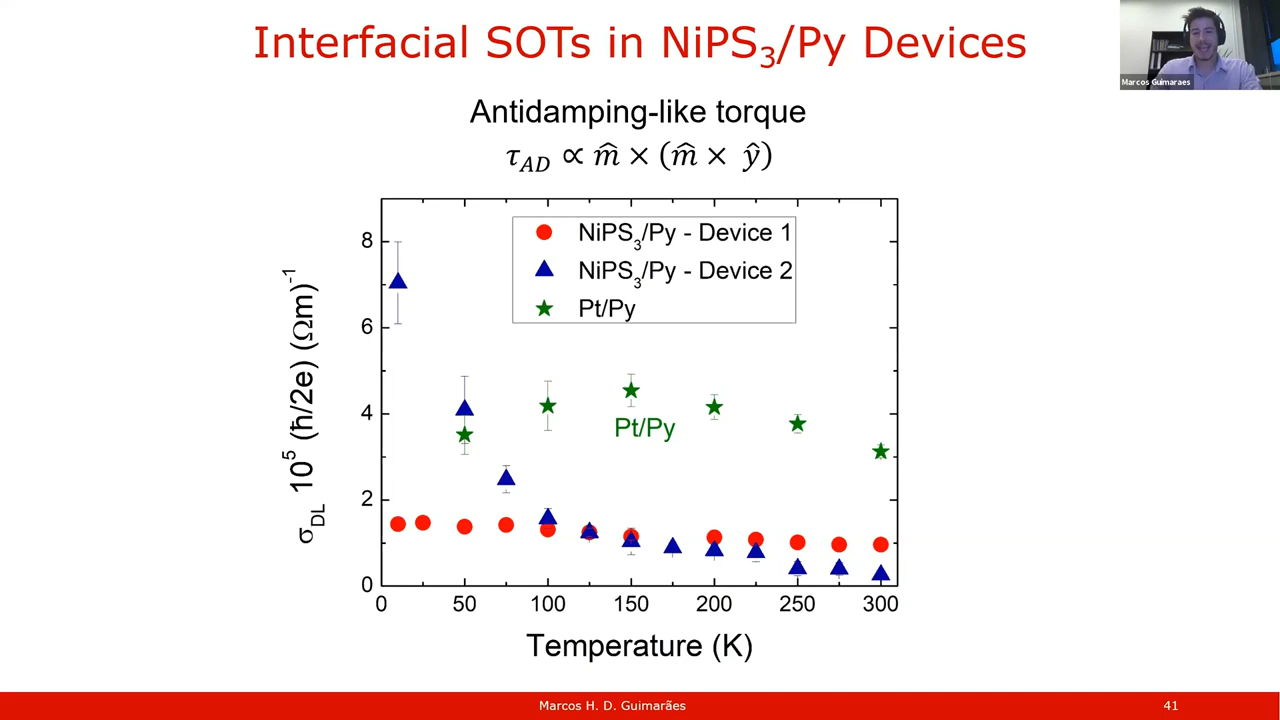 Interfacial SOTs in NiPS₃/Py Devices
Marcos Guimaraes
Antidamping-like torque
τ_AD ∝ m̂ × (m̂ × ŷ)
NiPS₃/Py - Device 1
NiPS₃/Py - Device 2
Pt/Py
Pt/Py
σ_DL 10⁵ (ħ/2e) (Ωm)⁻¹
8
6
4
2
0
0 50 100 150 200 250 300
Temperature (K)
Marcos H. D. Guimarães
41